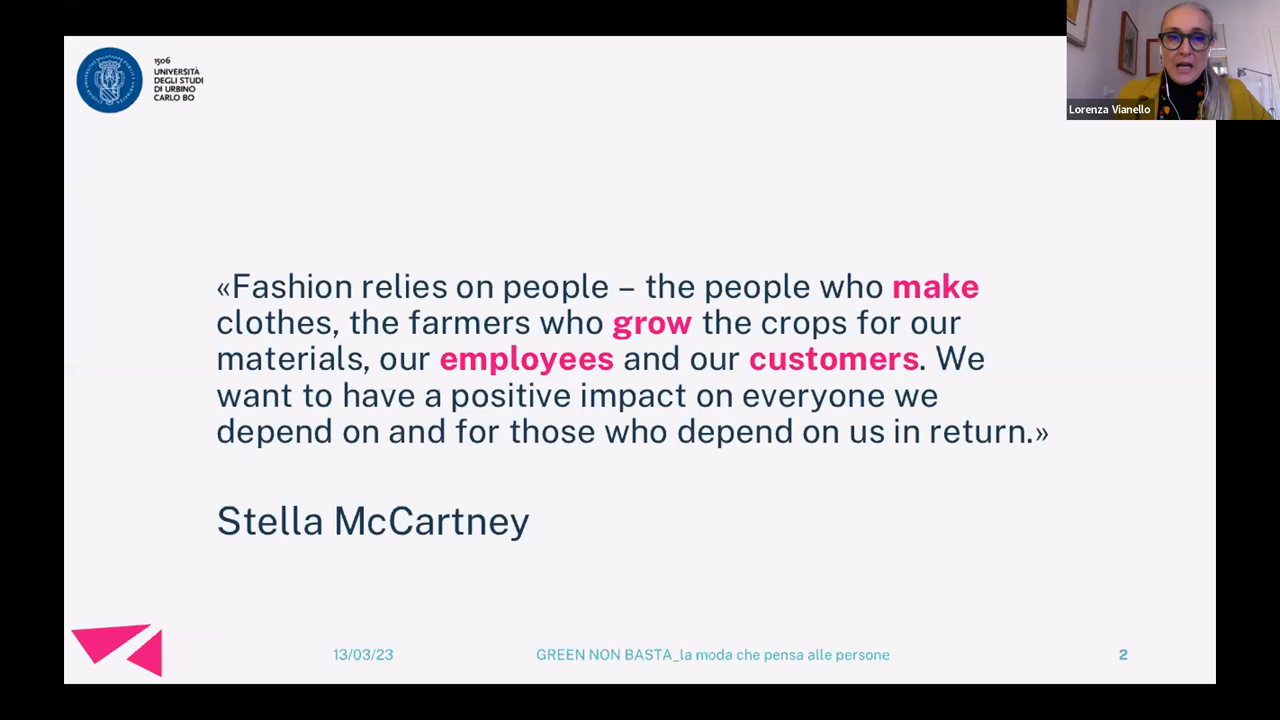 1506
UNIVERSITÀ
DEGLI STUDI
DI URBINO
CARLO BO
Lorenza Vianello
«Fashion relies on people – the people who make
clothes, the farmers who grow the crops for our
materials, our employees and our customers. We
want to have a positive impact on everyone we
depend on and for those who depend on us in return.»
Stella McCartney
13/03/23
GREEN NON BASTA_la moda che pensa alle persone
2